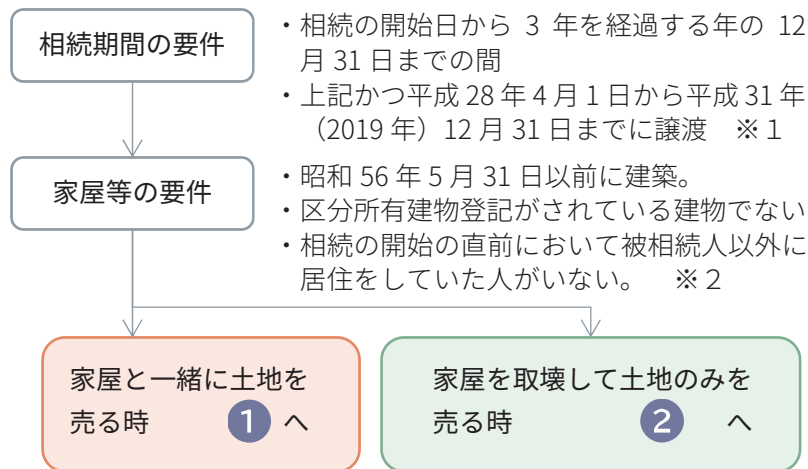 相続期間の要件
・相続の開始日から 3 年を経過する年の 12
月 31 日までの間
・上記かつ平成 28 年 4 月 1 日から平成 31 年
（2019 年）12 月 31 日までに譲渡　※１
家屋等の要件
・昭和 56 年 5 月 31 日以前に建築。
・区分所有建物登記がされている建物でない
・相続の開始の直前において被相続人以外に
居住をしていた人がいない。　※２
家屋と一緒に土地を
売る時　1 へ
家屋を取壊して土地のみを
売る時　2 へ